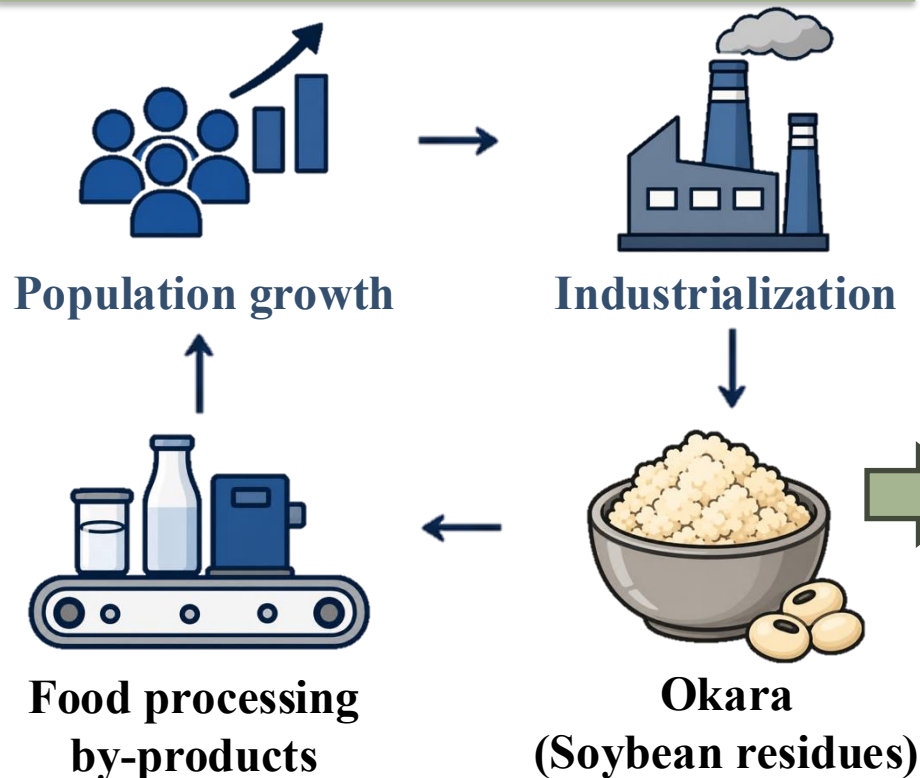 Population growth
Industrialization
Food processing
by-products
Okara
(Soybean residues)